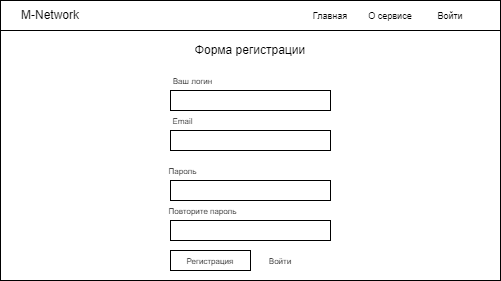 M-Network Главная О сервисе Войти
Форма регистрации
Ваш логин
Email
Пароль
Повторите пароль
Регистрация Войти